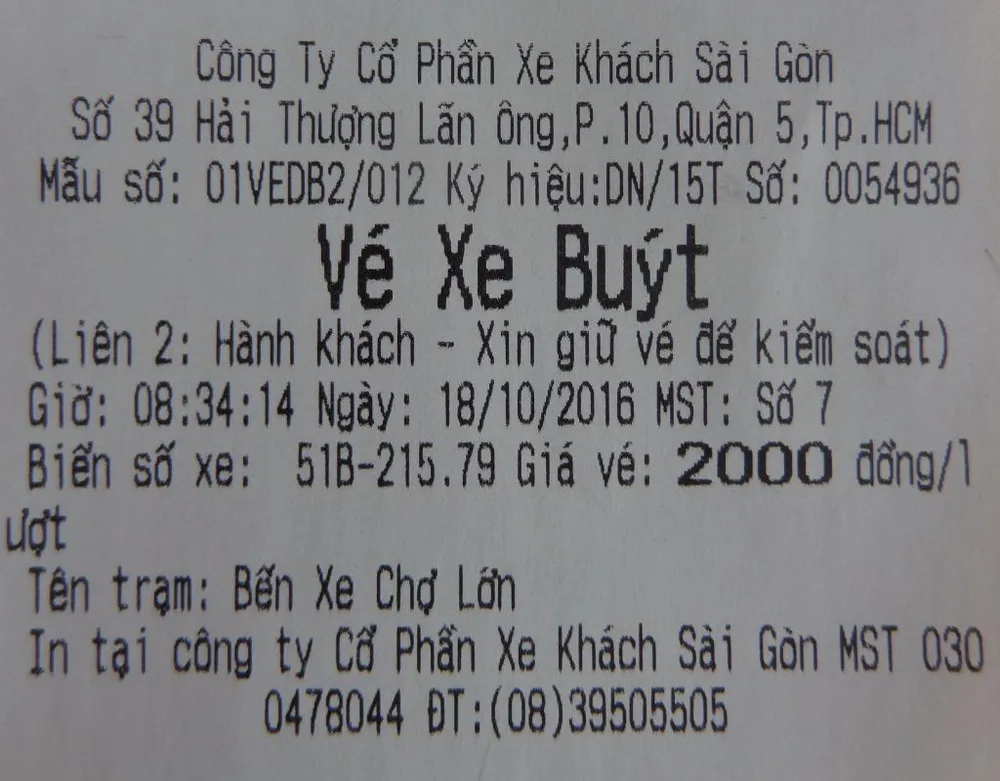 Công Ty Cổ Phần Xe Khách Sài Gòn
Số 39 Hải Thượng Lãn ông,P.10,Quận 5,Tp.HCM
Mẫu số: 01VEDB2/012 Ký hiệu:DN/15T Số: 0054936
Vé Xe Buýt
(Liên 2: Hành khách - Xin giữ vé để kiểm soát)
Giờ: 08:34:14 Ngày: 18/10/2016 MST: Số 7
Biển số xe: 51B-215.79 Giá vé: 2000 đồng/l
ượt
Tên trạm: Bến Xe Chợ Lớn
In tại công ty Cổ Phần Xe Khách Sài Gòn MST 030
0478044 ĐT:(08)39505505